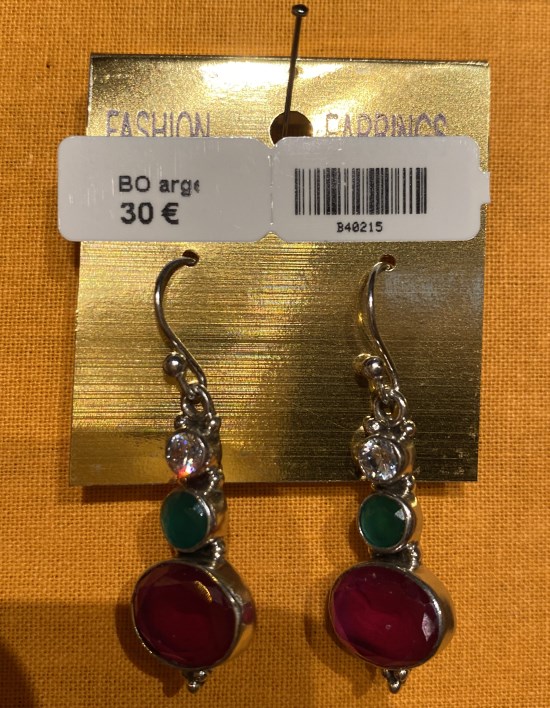 FASHION EARRINGS
BO arge
30 €
B40215